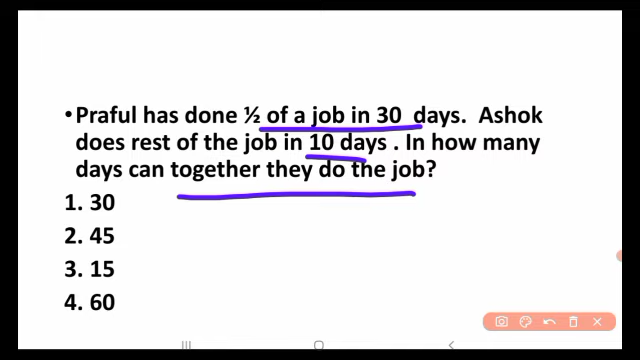 •Praful has done ½ of a job in 30 days. Ashok
does rest of the job in 10 days . In how many
days can together they do the job?
1. 30
2. 45
3. 15
4. 60